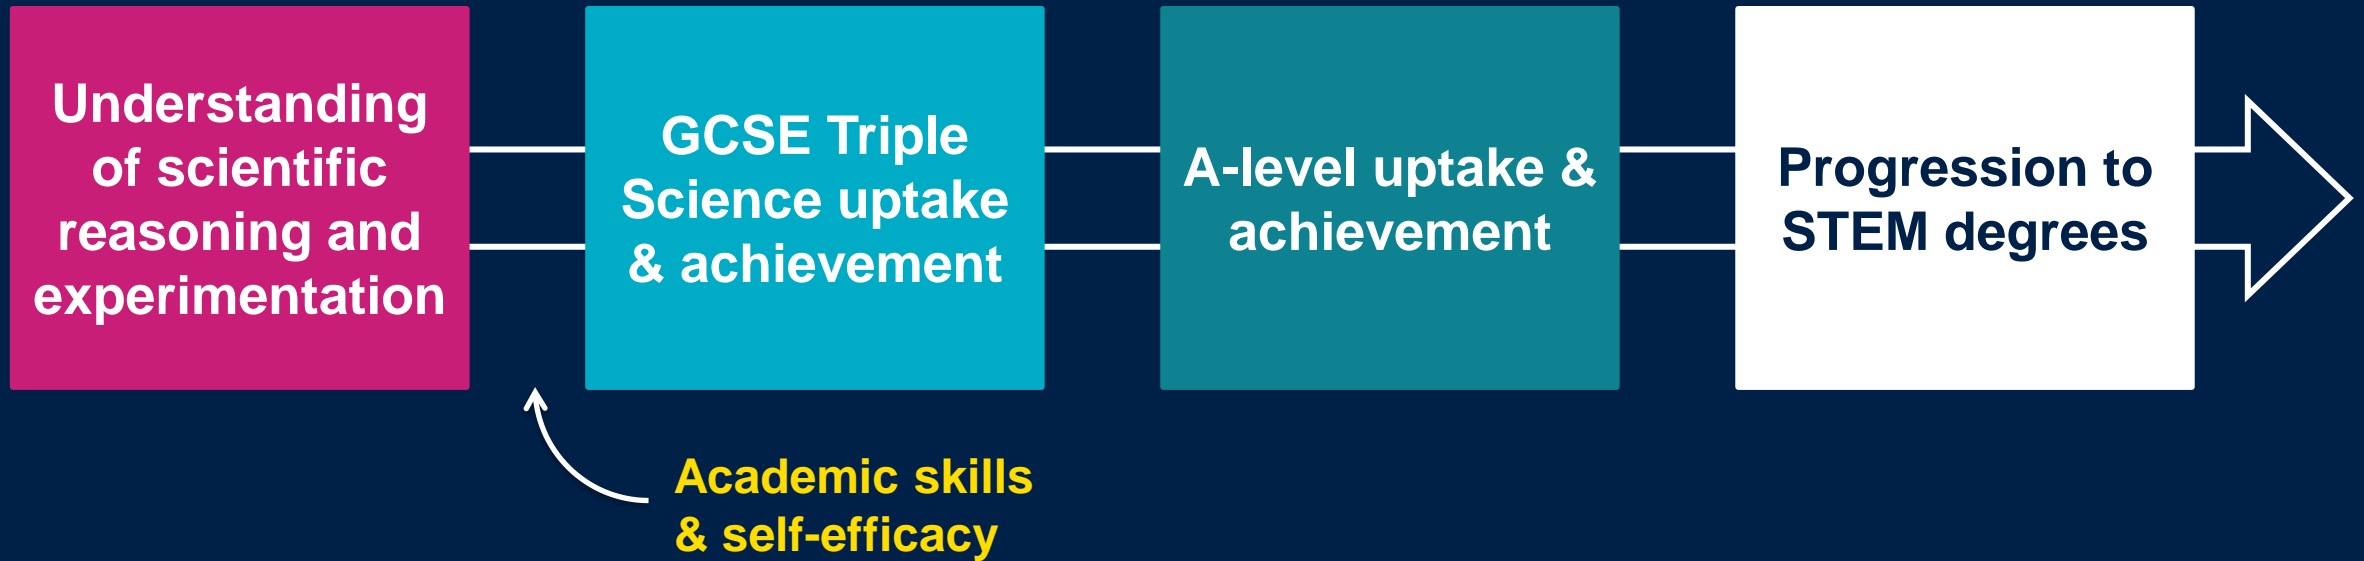 Understanding
of scientific
reasoning and
experimentation
GCSE Triple
Science uptake
& achievement
A-level uptake &
achievement
Progression to
STEM degrees
Academic skills
& self-efficacy